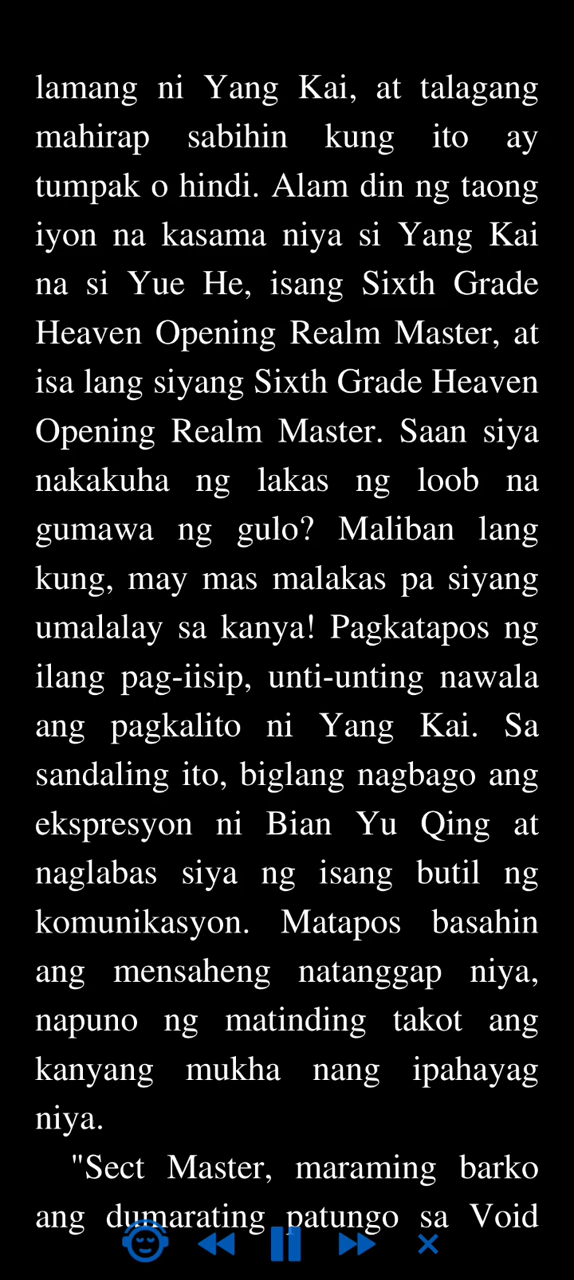 lamang ni Yang Kai, at talagang
mahirap sabihin kung ito ay
tumpak o hindi. Alam din ng taong
iyon na kasama niya si Yang Kai
na si Yue He, isang Sixth Grade
Heaven Opening Realm Master, at
isa lang siyang Sixth Grade Heaven
Opening Realm Master. Saan siya
nakakuha ng lakas ng loob na
gumawa ng gulo? Maliban lang
kung, may mas malakas pa siyang
umalalay sa kanya! Pagkatapos ng
ilang pag-iisip, unti-unting nawala
ang pagkalito ni Yang Kai. Sa
sandaling ito, biglang nagbago ang
ekspresyon ni Bian Yu Qing at
naglabas siya ng isang butil ng
komunikasyon. Matapos basahin
ang mensaheng natanggap niya,
napuno ng matinding takot ang
kanyang mukha nang ipahayag
niya.
"Sect Master, maraming barko
ang dumarating patungo sa Void